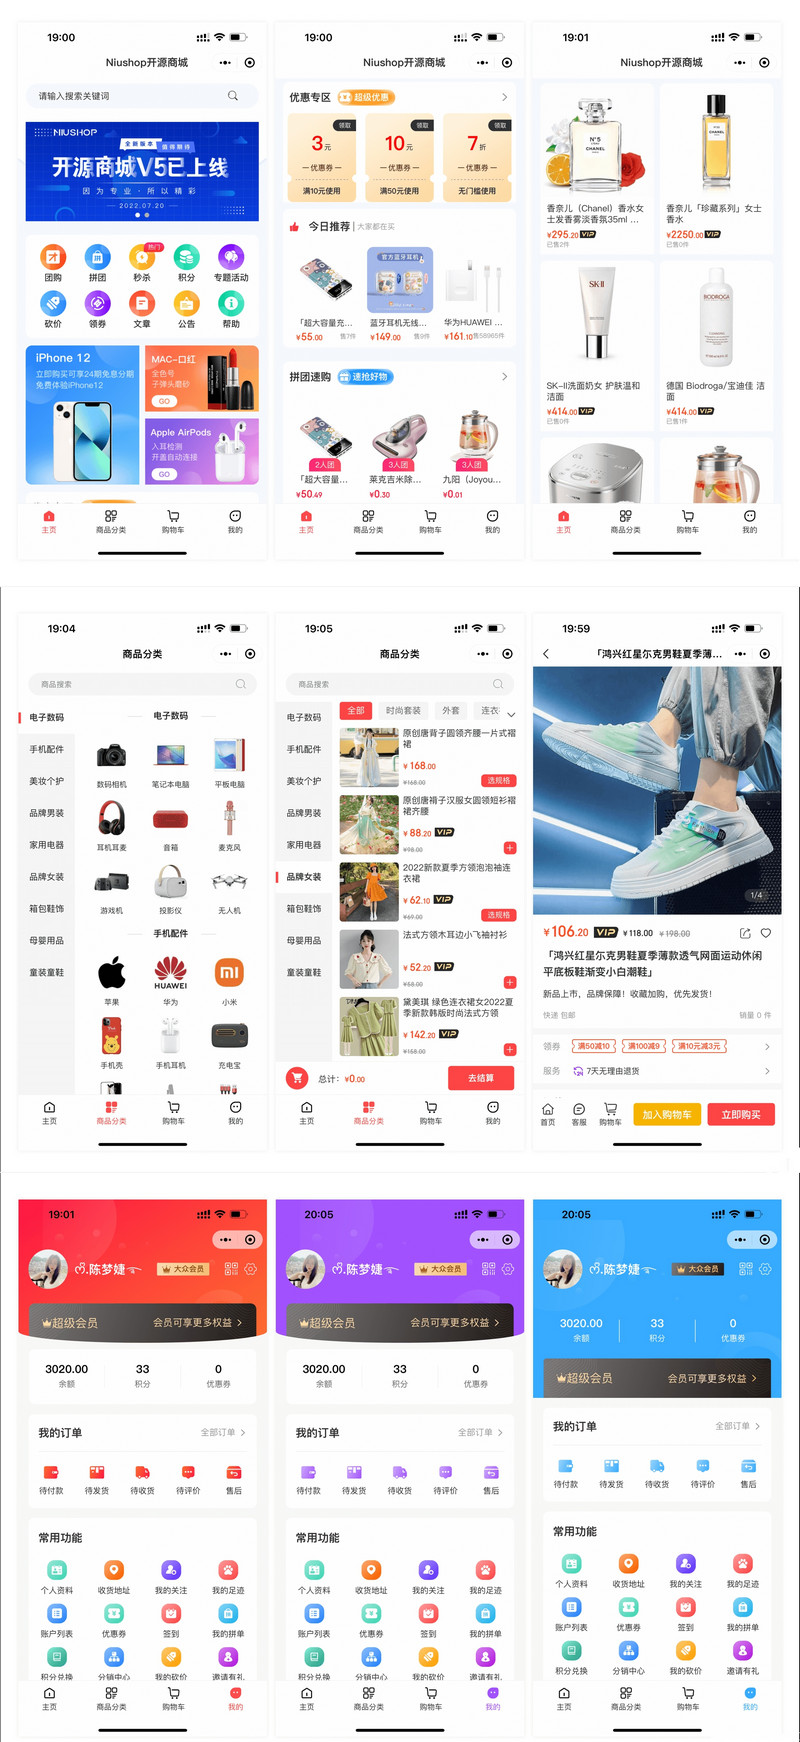 19:00
Niushop开源商城
请输入搜索关键词
NIUSHOP
全新版本 值得期待
开源商城V5已上线
因为专业·所以精彩
2022.07.20
热门
团购 拼团 秒杀 积分 专题活动
砍价 领券 文章 公告 帮助
iPhone 12
立即购买可享24期免息分期
免费体验iPhone12
MAC-口红
全色号
子弹头磨砂
GO
Apple AirPods
入耳检测
开盖自动连接
GO
主页 商品分类 购物车 我的
19:00
Niushop开源商城
优惠专区 超级优惠
领取 领取 领取
3元 10元 7折
优惠券 优惠券 优惠券
满10元使用 满50元使用 无门槛使用
今日推荐 大家都在买
官方蓝牙耳机
「超大容量充... 蓝牙耳机无线... 华为HUAWEI ...
¥55.00 售7件 ¥149.00 售9件 ¥161.10 售58965件
拼团速购 速抢好物
2人团 3人团 3人团
「超大容量... 莱克吉米除... 九阳（Joyou...
¥50.49 ¥0.30 ¥0.01
主页 商品分类 购物车 我的
19:01
Niushop开源商城
N°5
CHANEL
香奈儿（Chanel）香水女
士发香雾淡香氛35ml ...
¥295.20 VIP
已售2件
香奈儿「珍藏系列」女士
香水
¥2250.00 VIP
已售0件
SK-II
SK-II洗面奶女 护肤温和
洁面
¥414.00 VIP
已售0件
BIODROGA
德国 Biodroga/宝迪佳 洁
面
¥414.00 VIP
已售1件
主页 商品分类 购物车 我的
19:04
商品分类
商品搜索
电子数码
手机配件
美妆个护
品牌男装
家用电器
品牌女装
箱包鞋饰
母婴用品
童装童鞋
电子数码
数码相机 笔记本电脑 平板电脑
耳机耳麦 音箱 麦克风
游戏机 投影仪 无人机
手机配件
HUAWEI
苹果 华为 小米
手机壳 手机耳机 充电宝
主页 商品分类 购物车 我的
19:05
商品分类
商品搜索
电子数码
手机配件
美妆个护
品牌男装
家用电器
品牌女装
箱包鞋饰
母婴用品
童装童鞋
全部 时尚套装 外套 连衣
原创唐背子圆领齐腰一片式褶
裙
¥168.00
¥168.00 选规格
原创唐褙子汉服女圆领短衫褶
裙齐腰
¥88.20 VIP
¥98.00
2022新款夏季方领泡泡袖连
衣裙
¥62.10 VIP
¥69.00 选规格
法式方领木耳边小飞袖衬衫
¥52.20 VIP
¥58.00
黛美琪 绿色连衣裙女2022夏
季新款韩版时尚法式方领
¥142.20 VIP
¥158.00
总计：¥0.00 去结算
主页 商品分类 购物车 我的
19:59
「鸿兴红星尔克男鞋夏季薄...
1/4
¥106.20 VIP ¥118.00 ¥198.00
「鸿兴红星尔克男鞋夏季薄款透气网面运动休闲
平底板鞋渐变小白潮鞋」
新品上市，品牌保障！收藏加购，优先发货！
快递 包邮 销量 0 件
领券 满50减10 满100减9 满10元减3元
服务 7天无理由退货
首页 客服 购物车 加入购物车 立即购买
19:01
陈梦婕
大众会员
超级会员 会员可享更多权益
3020.00 33 0
余额 积分 优惠券
我的订单 全部订单
待付款 待发货 待收货 待评价 售后
常用功能
个人资料 收货地址 我的关注 我的足迹
账户列表 优惠券 签到 我的拼单
积分兑换 分销中心 我的砍价 邀请有礼
主页 商品分类 购物车 我的
20:05
陈梦婕
大众会员
超级会员 会员可享更多权益
3020.00 33 0
余额 积分 优惠券
我的订单 全部订单
待付款 待发货 待收货 待评价 售后
常用功能
个人资料 收货地址 我的关注 我的足迹
账户列表 优惠券 签到 我的拼单
积分兑换 分销中心 我的砍价 邀请有礼
主页 商品分类 购物车 我的
20:05
陈梦婕
大众会员
3020.00 33 0
余额 积分 优惠券
超级会员 会员可享更多权益
我的订单 全部订单
待付款 待发货 待收货 待评价 售后
常用功能
个人资料 收货地址 我的关注 我的足迹
账户列表 优惠券 签到 我的拼单
积分兑换 分销中心 我的砍价 邀请有礼
主页 商品分类 购物车 我的